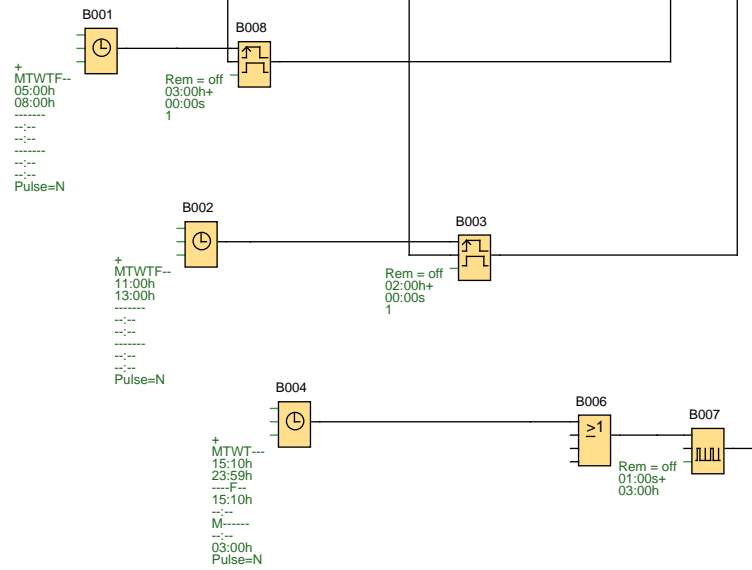 B001
+
MTWTF--
05:00h
08:00h
-------
--:--
--:--
-------
--:--
--:--
Pulse=N
B008
Rem = off
03:00h+
00:00s
1
B002
+
MTWTF--
11:00h
13:00h
-------
--:--
--:--
-------
--:--
--:--
Pulse=N
B003
Rem = off
02:00h+
00:00s
1
B004
+
MTWT---
15:10h
23:59h
----F--
15:10h
--:--
M------
--:--
03:00h
Pulse=N
B006
≥1
B007
Rem = off
01:00s+
03:00h